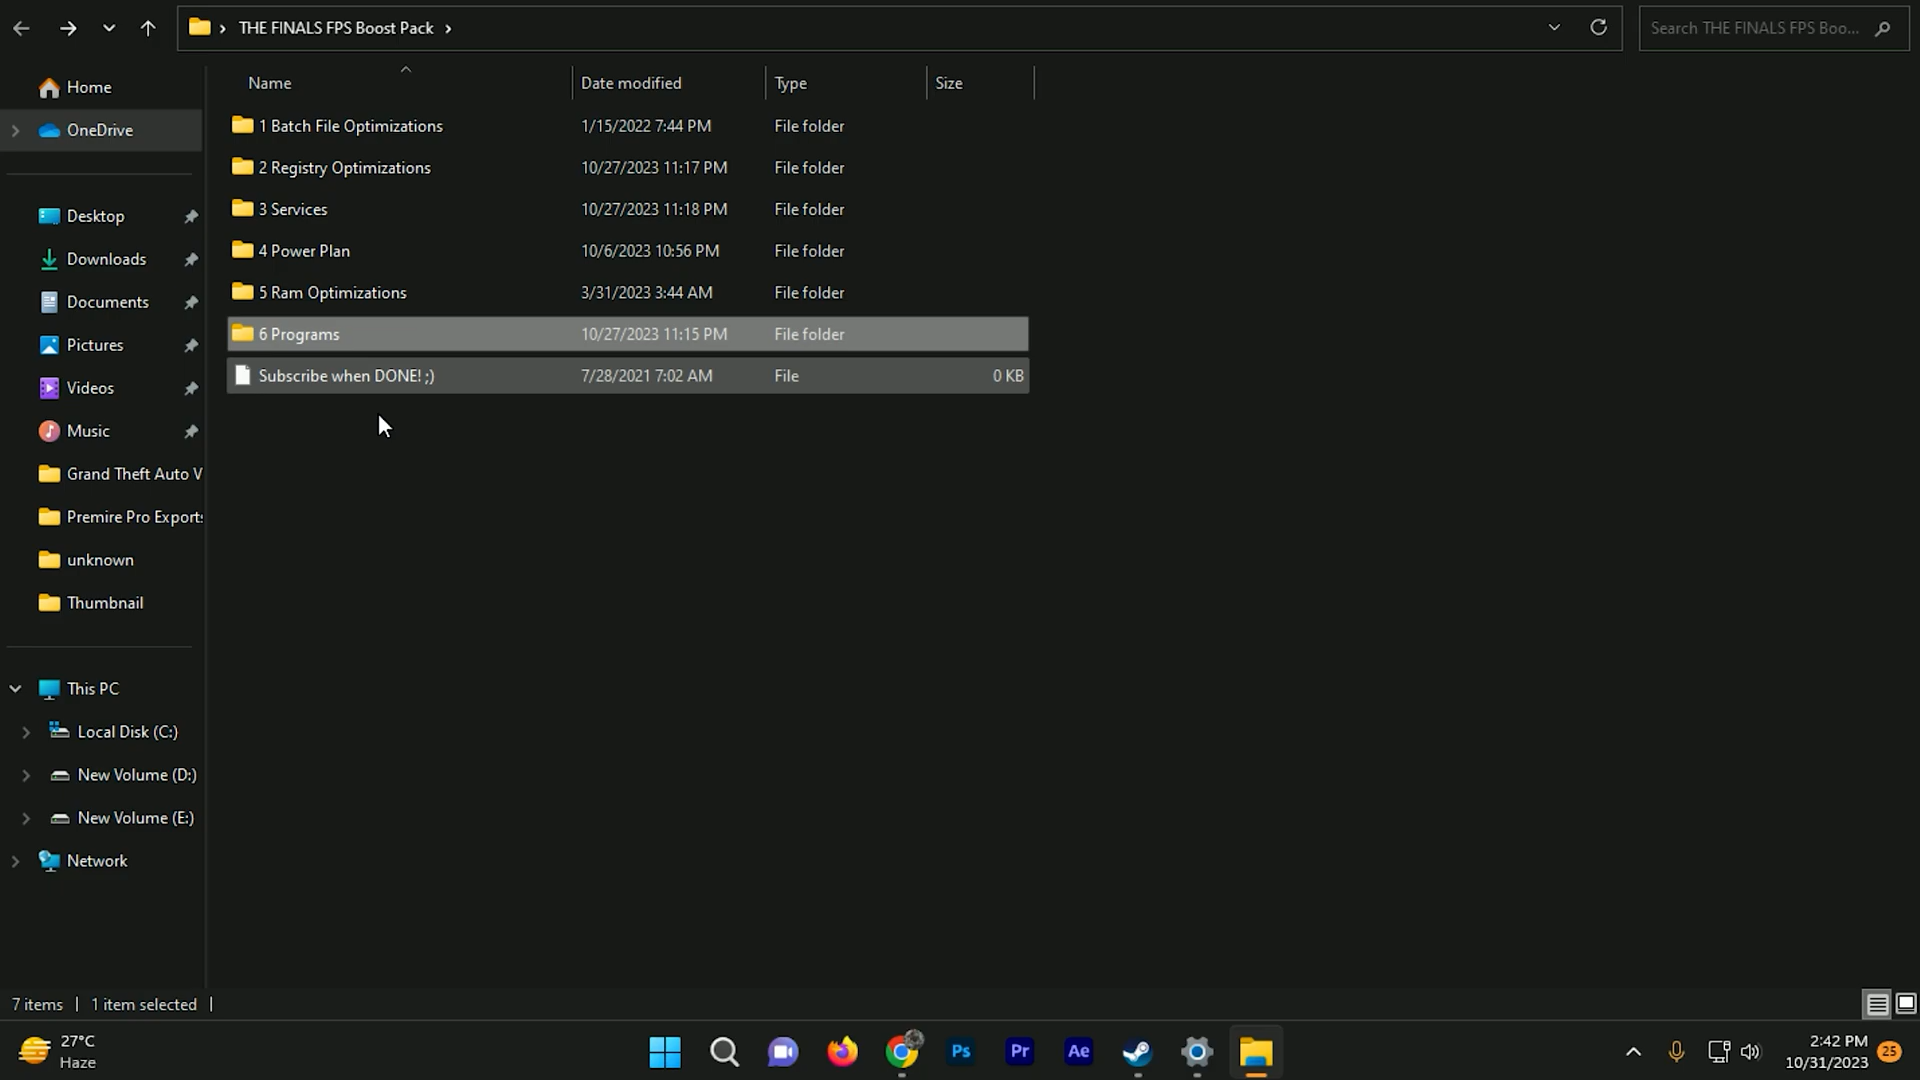 THE FINALS FPS Boost Pack
Search THE FINALS FPS Boo...
Name Date modified Type Size
Home
OneDrive
Desktop
Downloads
Documents
Pictures
Videos
Music
Grand Theft Auto V
Premire Pro Exports
unknown
Thumbnail
This PC
Local Disk (C:)
New Volume (D:)
New Volume (E:)
Network
1 Batch File Optimizations 1/15/2022 7:44 PM File folder
2 Registry Optimizations 10/27/2023 11:17 PM File folder
3 Services 10/27/2023 11:18 PM File folder
4 Power Plan 10/6/2023 10:56 PM File folder
5 Ram Optimizations 3/31/2023 3:44 AM File folder
6 Programs 10/27/2023 11:15 PM File folder
Subscribe when DONE! ;) 7/28/2021 7:02 AM File 0 KB
7 items 1 item selected
27°C
Haze
Ps
Pr
Ae
2:42 PM
10/31/2023
25